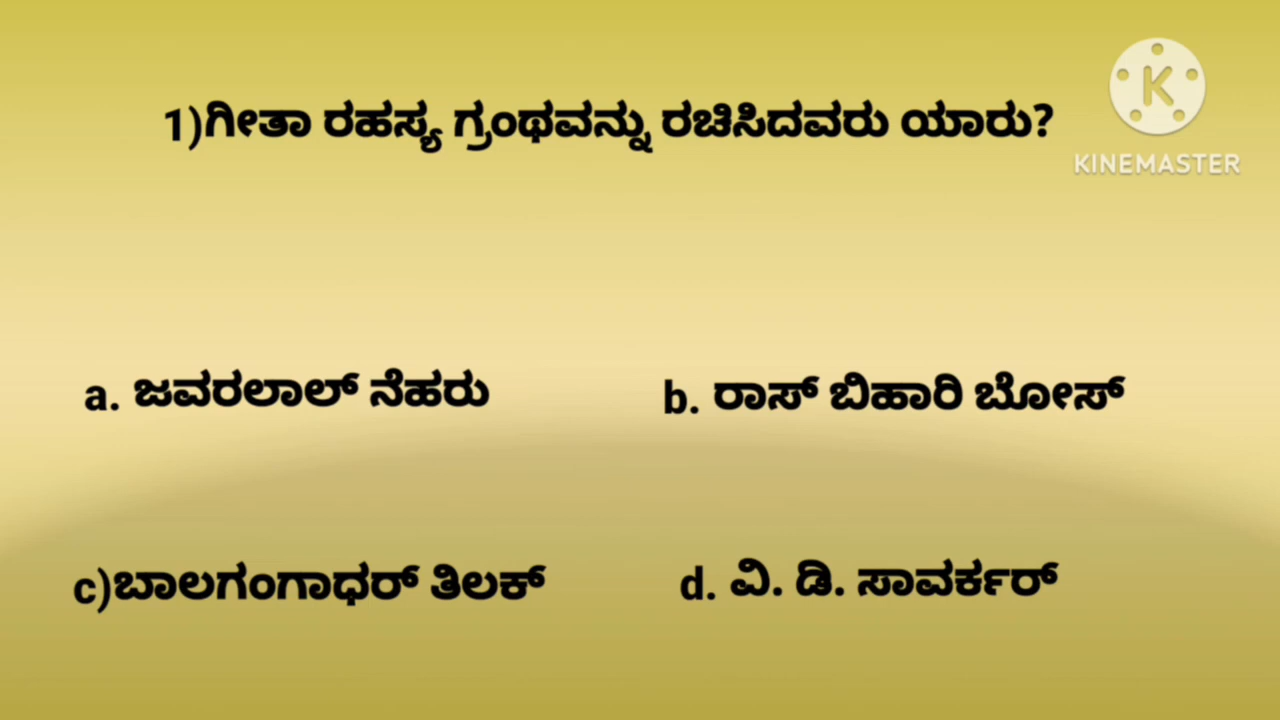 1)ಗೀತಾ ರಹಸ್ಯ ಗ್ರಂಥವನ್ನು ರಚಿಸಿದವರು ಯಾರು?
KINEMASTER
a. ಜವರಲಾಲ್ ನೆಹರು
b. ರಾಸ್ ಬಿಹಾರಿ ಬೋಸ್
c)ಬಾಲಗಂಗಾಧರ್ ತಿಲಕ್
d. ವಿ. ಡಿ. ಸಾವರ್ಕರ್